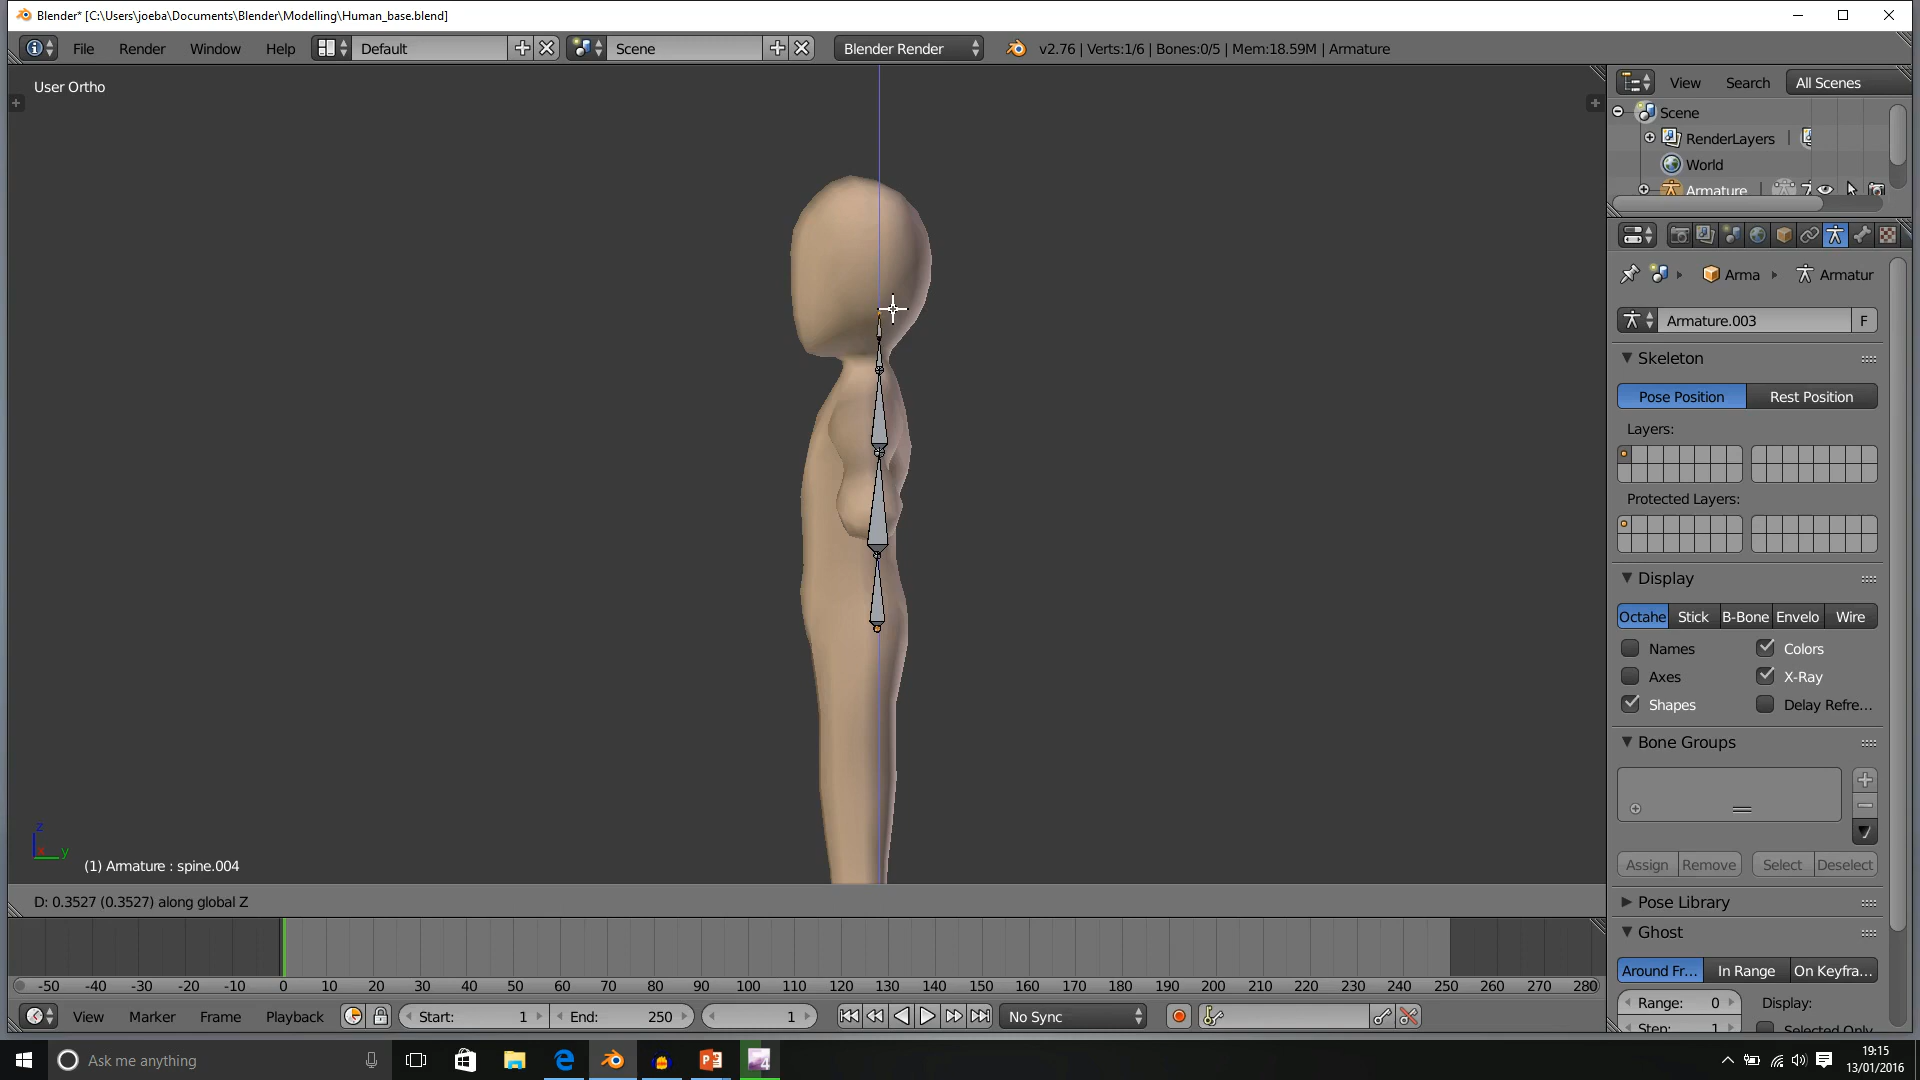 Blender* [C:\Users\joeba\Documents\Blender\Modelling\Human_base.blend]
File Render Window Help Default Scene Blender Render v2.76 | Verts:1/6 | Bones:0/5 | Mem:18.59M | Armature
User Ortho
View Search All Scenes
Scene
RenderLayers
World
Armature
Arma Armatur
Armature.003 F
Skeleton
Pose Position Rest Position
Layers:
Protected Layers:
Display
Octahe Stick B-Bone Envelo Wire
Names Colors
Axes X-Ray
Shapes Delay Refre...
Bone Groups
Assign Remove Select Deselect
Pose Library
Ghost
Around Fr... In Range On Keyfra...
Range: 0 Display:
Step: 1 Selected Only
z
x y
(1) Armature : spine.004
D: 0.3527 (0.3527) along global Z
-50 -40 -30 -20 -10 0 10 20 30 40 50 60 70 80 90 100 110 120 130 140 150 160 170 180 190 200 210 220 230 240 250 260 270 280
View Marker Frame Playback Start: 1 End: 250 1 No Sync
Ask me anything
19:15
13/01/2016